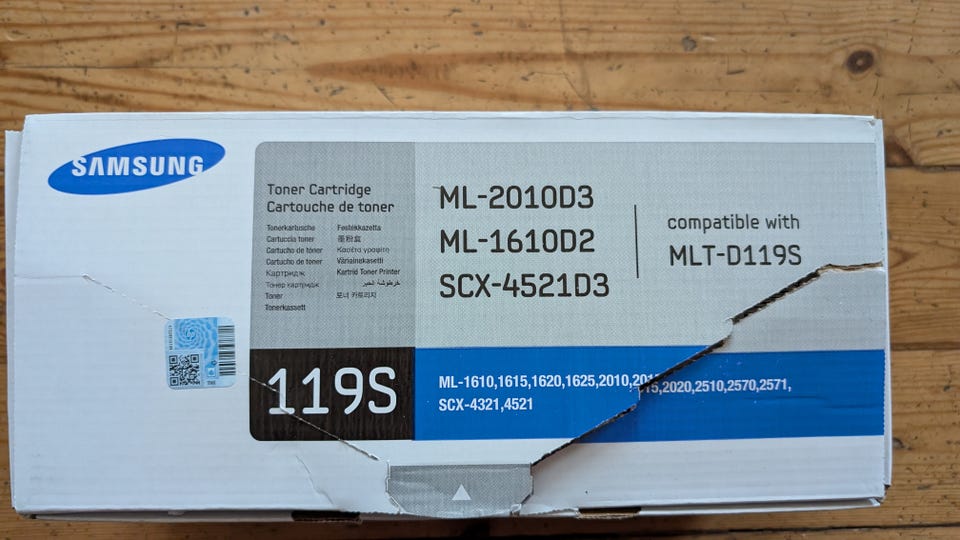 SAMSUNG
Toner Cartridge
Cartouche de toner
Tonerkartusche
Cartuccia toner
Cartucho de tóner
Cartucho de toner
Картридж
Тонер картридж
Toner
Tonerkassett
Festékkazetta
墨粉盒
Κασέτα γραφίτη
Väriainekasetti
Kartrid Toner Printer
خرطوشة الحبر
토너 카트리지
ML-2010D3
ML-1610D2
SCX-4521D3
compatible with
MLT-D119S
119S
ML-1610,1615,1620,1625,2010,2015,2020,2510,2570,2571,
SCX-4321,4521